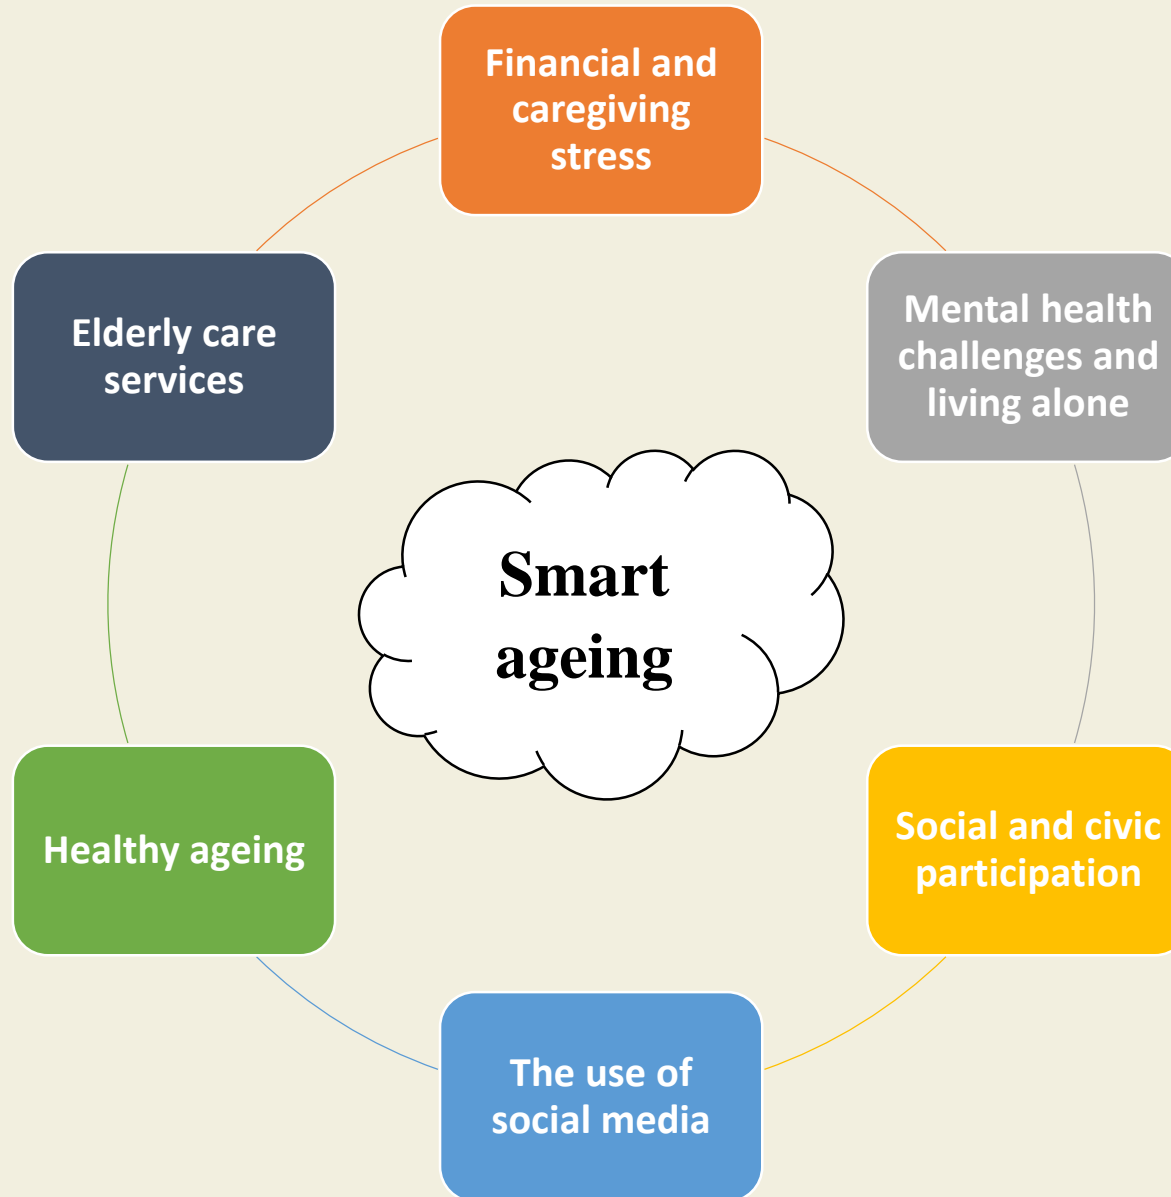 Financial and
caregiving
stress
Elderly care
services
Mental health
challenges and
living alone
Smart
ageing
Healthy ageing
Social and civic
participation
The use of
social media